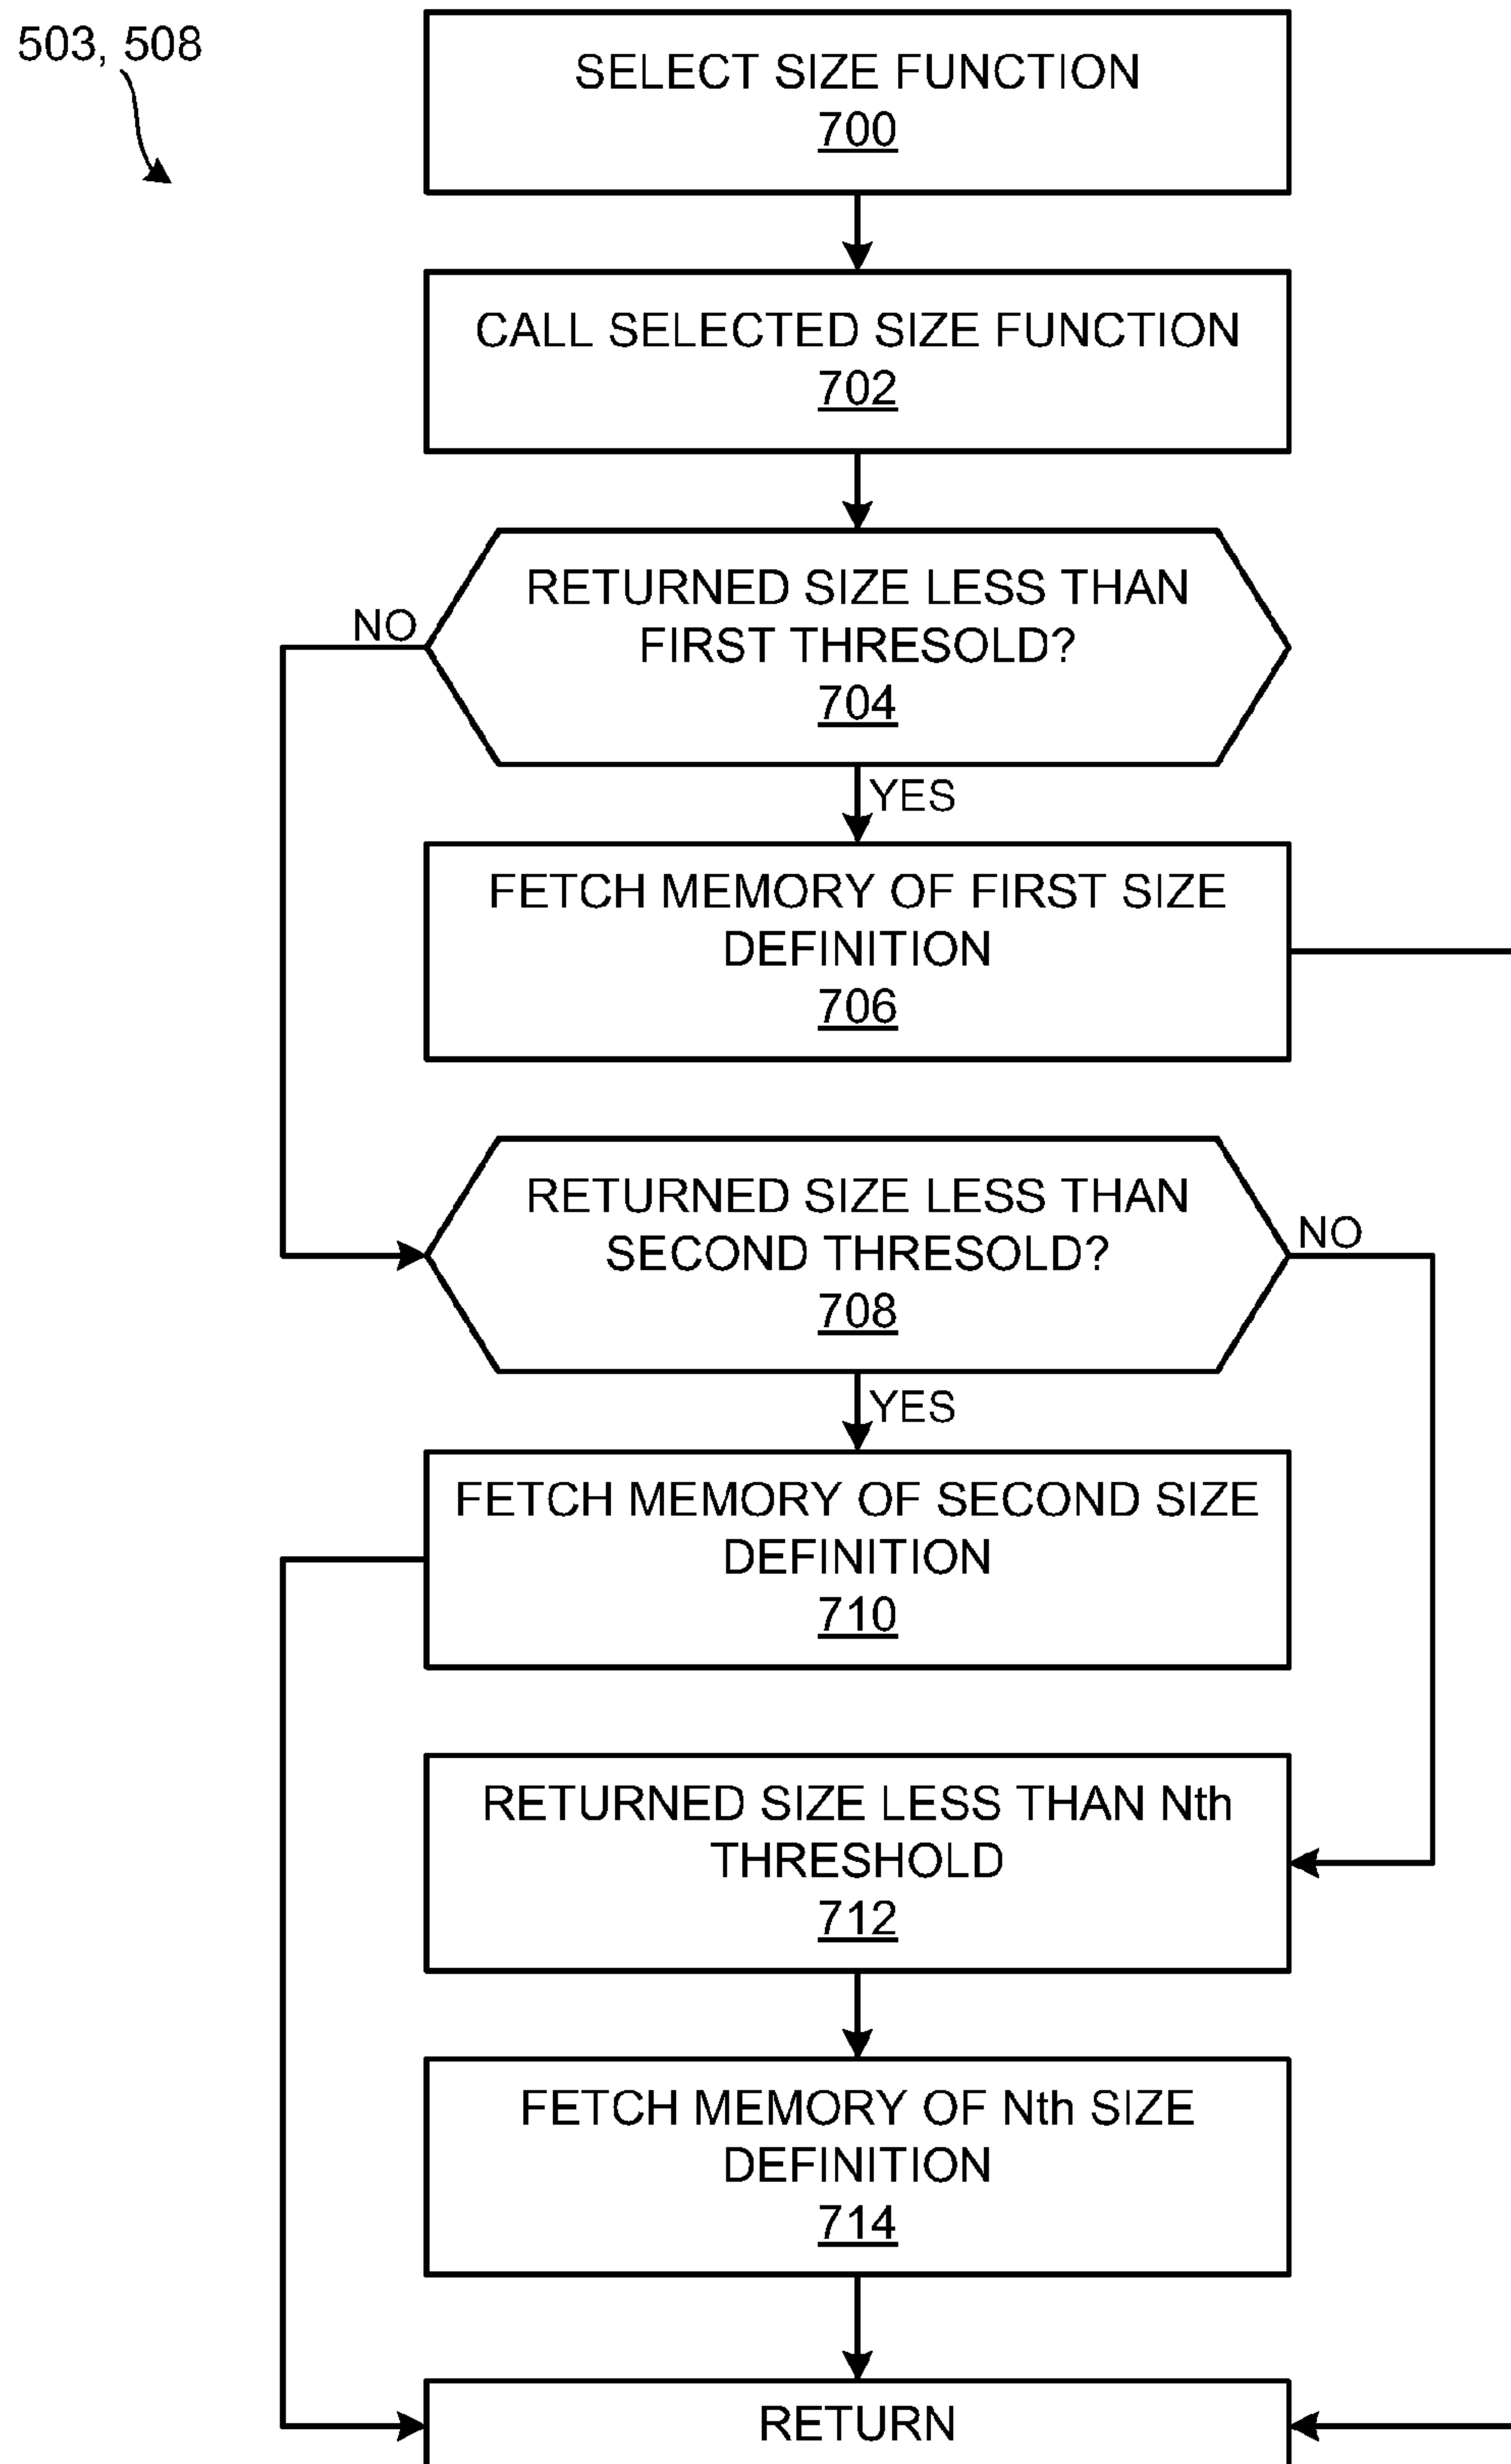 503, 508
SELECT SIZE FUNCTION
700
CALL SELECTED SIZE FUNCTION
702
RETURNED SIZE LESS THAN
FIRST THRESOLD?
704
NO
YES
FETCH MEMORY OF FIRST SIZE
DEFINITION
706
RETURNED SIZE LESS THAN
SECOND THRESOLD?
708
NO
YES
FETCH MEMORY OF SECOND SIZE
DEFINITION
710
RETURNED SIZE LESS THAN Nth
THRESHOLD
712
FETCH MEMORY OF Nth SIZE
DEFINITION
714
RETURN